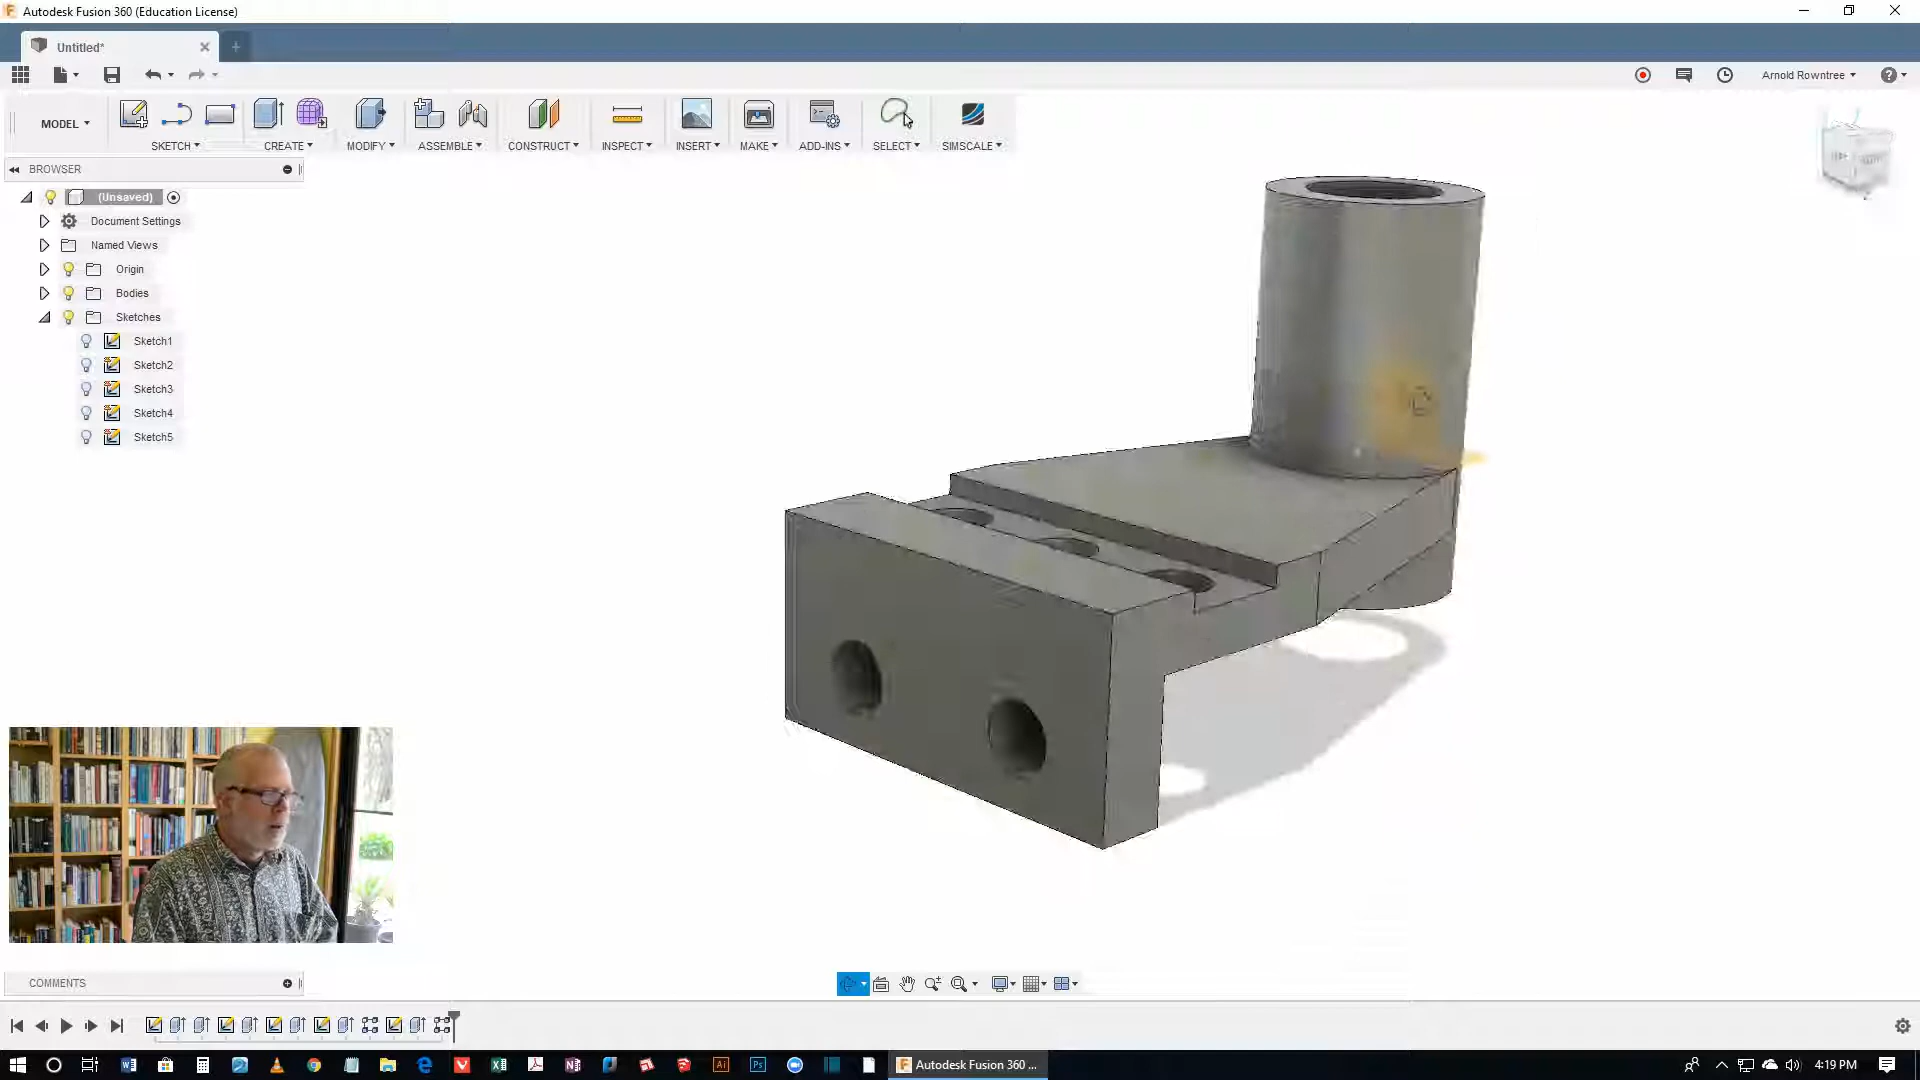 Autodesk Fusion 360 (Education License)
Untitled*
Arnold Rowntree
MODEL
SKETCH
CREATE
MODIFY
ASSEMBLE
CONSTRUCT
INSPECT
INSERT
MAKE
ADD-INS
SELECT
SIMSCALE
BROWSER
(Unsaved)
Document Settings
Named Views
Origin
Bodies
Sketches
Sketch1
Sketch2
Sketch3
Sketch4
Sketch5
COMMENTS
Autodesk Fusion 360 ...
4:19 PM